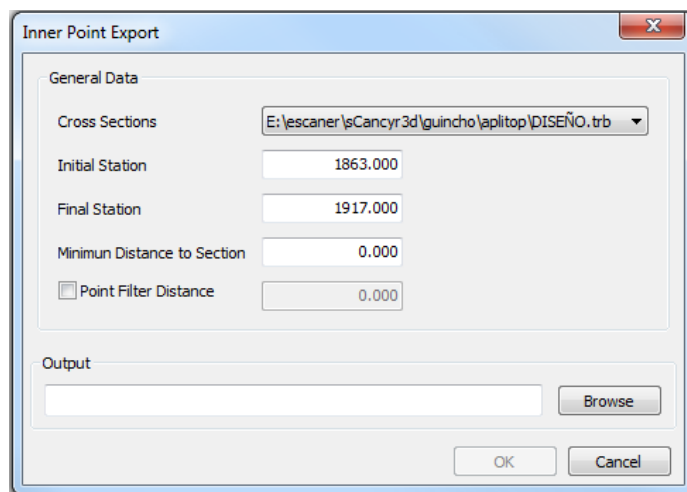 Inner Point Export
General Data
Cross Sections
E:\escaner\sCancyr3d\guincho\aplitop\DISEÑO.trb
Initial Station
1863.000
Final Station
1917.000
Minimun Distance to Section
0.000
Point Filter Distance
0.000
Output
Browse
OK
Cancel